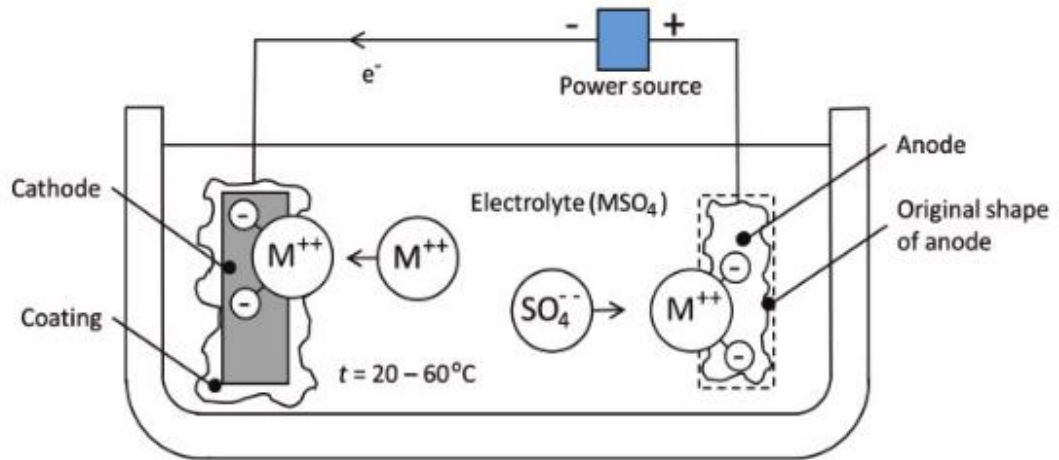 - +
e-
Power source
Anode
Cathode
Electrolyte (MSO₄)
Original shape
of anode
-
M⁺⁺
M⁺⁺
-
-
SO₄⁻⁻
M⁺⁺
Coating
-
t = 20 – 60°C